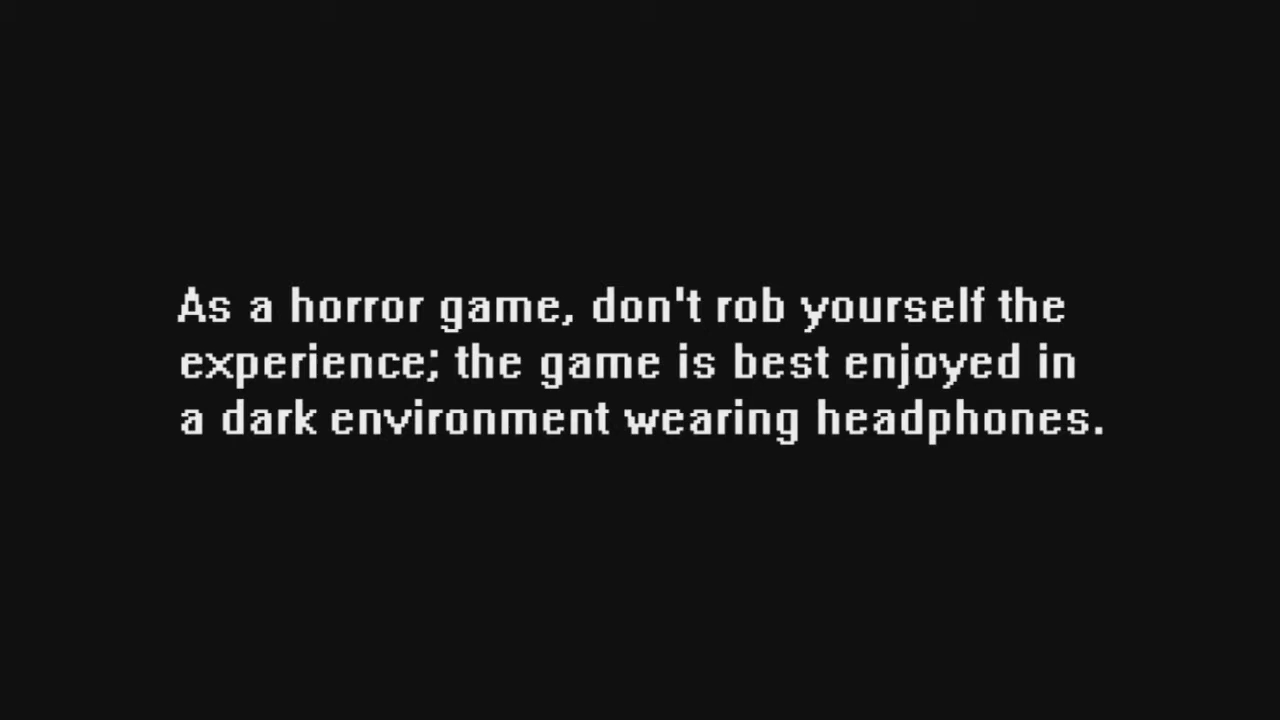 As a horror game, don't rob yourself the
experience; the game is best enjoyed in
a dark environment wearing headphones.